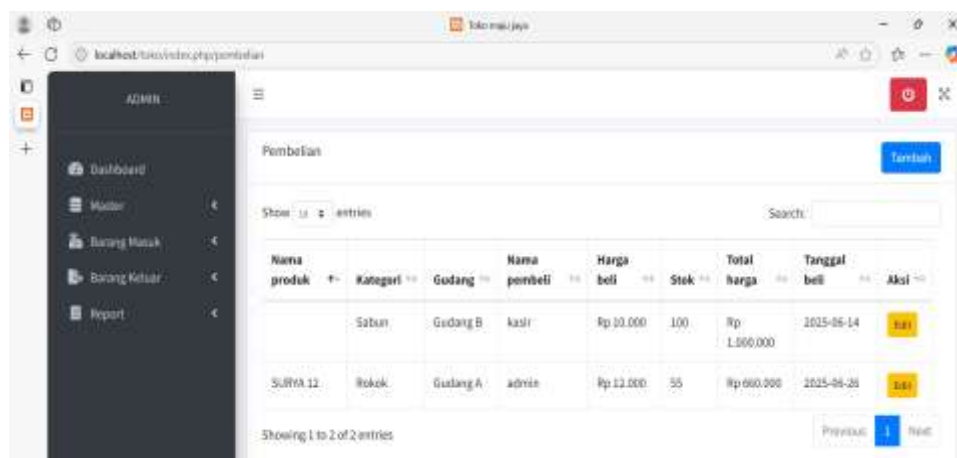 Toko maju jaya
localhost/toko/index.php/pembelian
ADMIN
Pembelian
Tambah
Dashboard
Master
Barang Masuk
Barang Keluar
Report
Show 10 entries
Search:
Nama produk Kategori Gudang Nama pembeli Harga beli Stok Total harga Tanggal beli Aksi
Sabun Gudang B kasir Rp 10.000 100 Rp 1.000.000 2025-06-14 Edit
SURYA 12 Rokok Gudang A admin Rp 12.000 55 Rp 660.000 2025-06-26 Edit
Showing 1 to 2 of 2 entries
Previous 1 Next